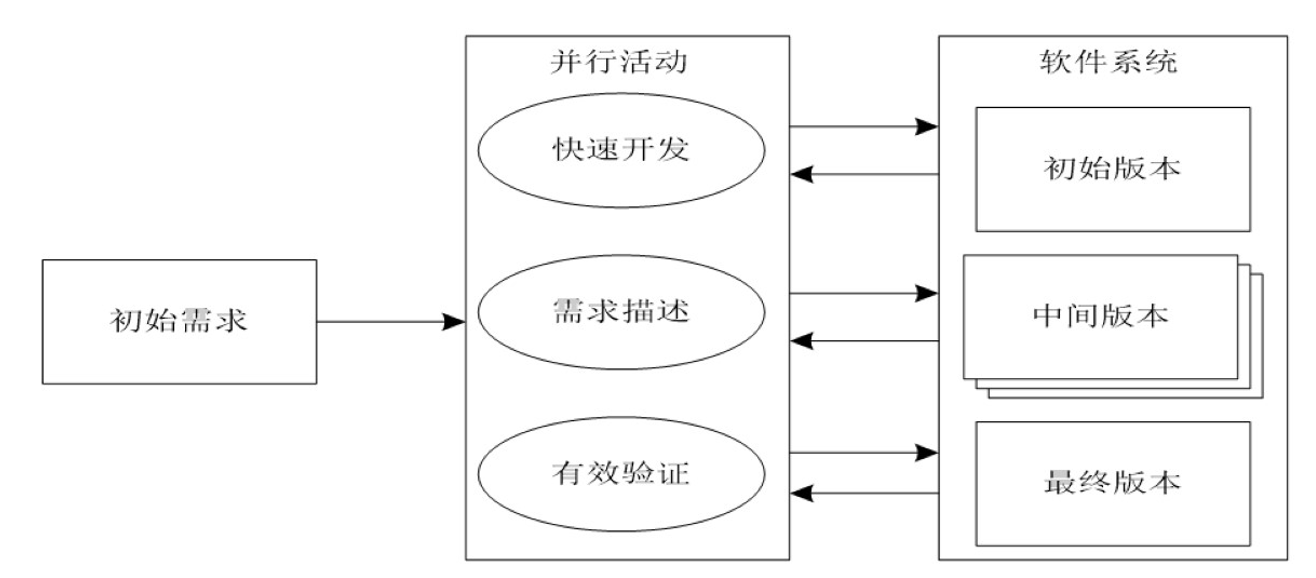 并行活动
软件系统
快速开发
初始版本
初始需求
需求描述
中间版本
有效验证
最终版本